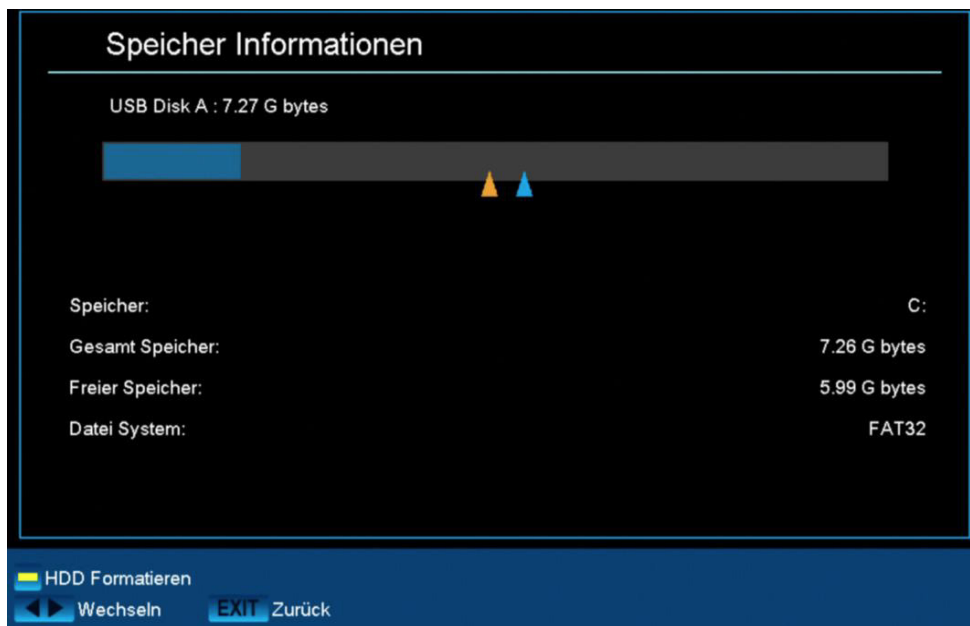 Speicher Informationen
USB Disk A : 7.27 G bytes
Speicher: C:
Gesamt Speicher: 7.26 G bytes
Freier Speicher: 5.99 G bytes
Datei System: FAT32
HDD Formatieren
Wechseln EXIT Zurück